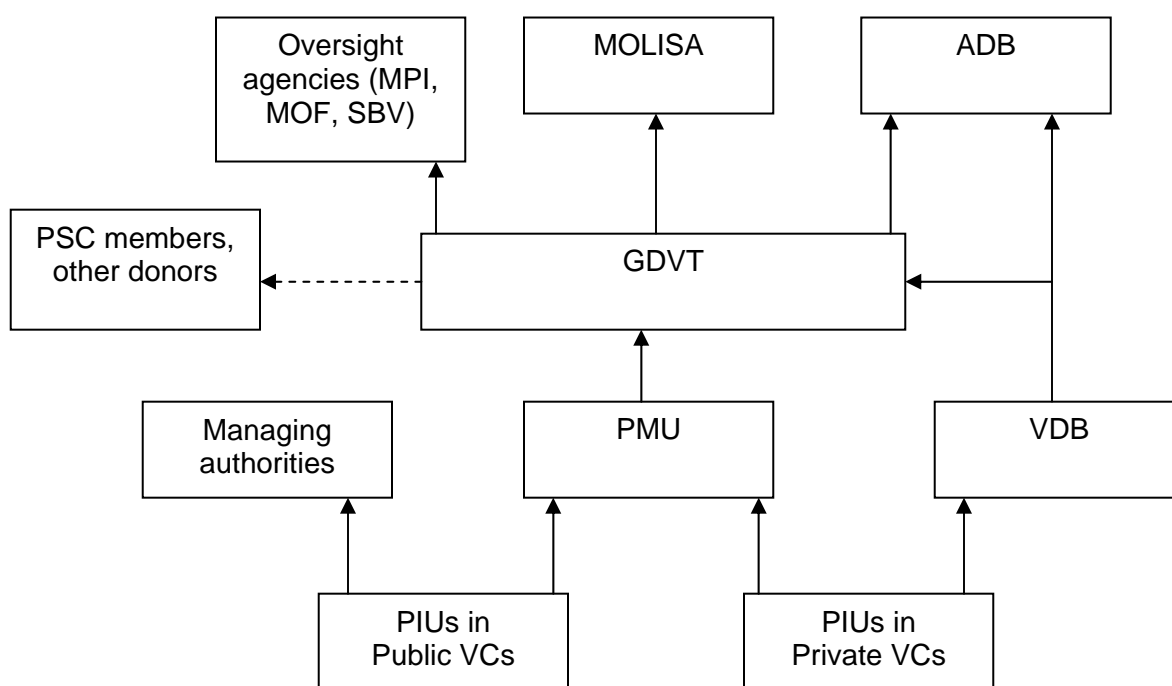 Oversight
agencies (MPI,
MOF, SBV)
MOLISA
ADB
PSC members,
other donors
GDVT
Managing
authorities
PMU
VDB
PIUs in
Public VCs
PIUs in
Private VCs